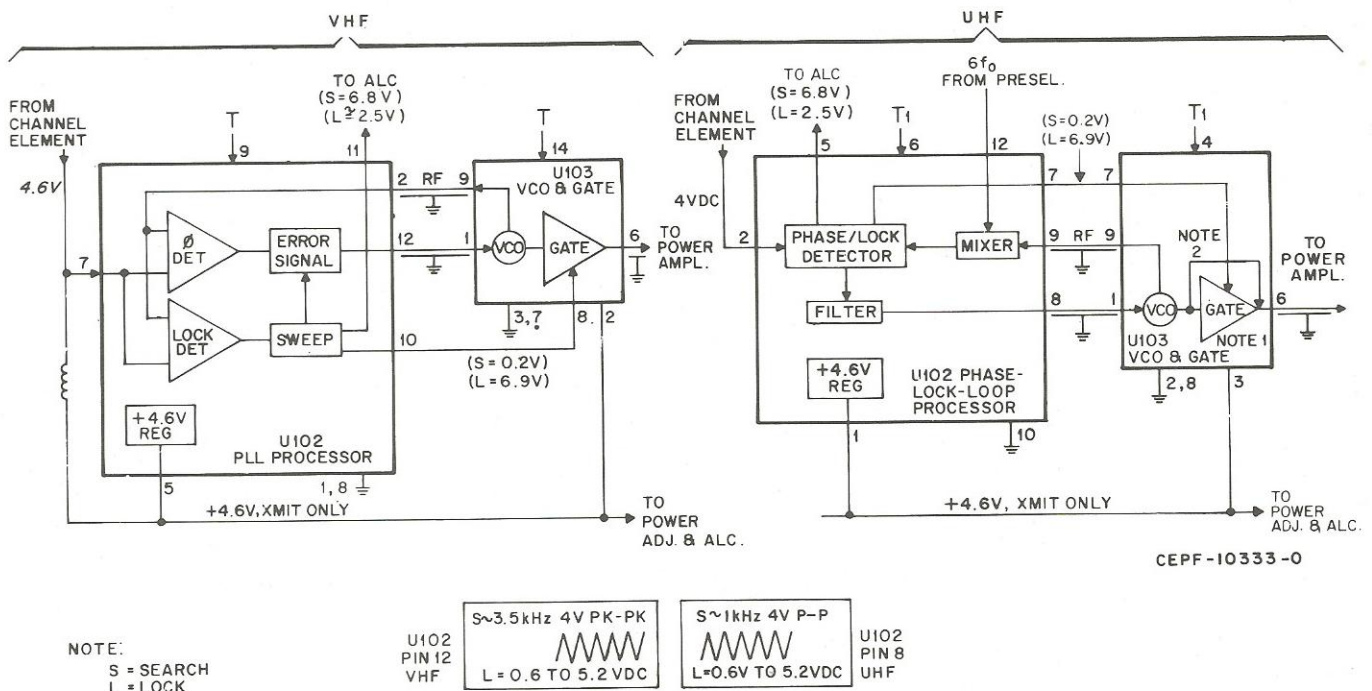 VHF
UHF
FROM
CHANNEL
ELEMENT
4.6V
7
T
9
TO ALC
(S=6.8V)
(L≅2.5V)
11
2 RF 9
T
14
U103
VCO & GATE
Ø
DET
ERROR
SIGNAL
12
1
VCO
GATE
6
TO
POWER
AMPL.
LOCK
DET
SWEEP
10
3,7
8
2
(S=0.2V)
(L=6.9V)
+4.6V
REG
U102
PLL PROCESSOR
5
1,8
+4.6V, XMIT ONLY
TO
POWER
ADJ. & ALC.
FROM
CHANNEL
ELEMENT
4VDC
2
TO ALC
(S=6.8V)
(L=2.5V)
5
T1
6
6fo
FROM PRESEL.
12
(S=0.2V)
(L=6.9V)
7
7
T1
4
PHASE/LOCK
DETECTOR
MIXER
9 RF 9
NOTE
2
TO
POWER
AMPL.
FILTER
8
1
VCO
GATE
6
U103
VCO & GATE
NOTE 1
+4.6V
REG
U102 PHASE-
LOCK-LOOP
PROCESSOR
2,8
3
1
10
+4.6V, XMIT ONLY
TO
POWER
ADJ. & ALC.
CEPF-10333-O
NOTE:
S = SEARCH
L = LOCK
U102
PIN 12
VHF
S~3.5kHz 4V PK-PK
L=0.6 TO 5.2VDC
S~1kHz 4V P-P
L=0.6V TO 5.2VDC
U102
PIN 8
UHF